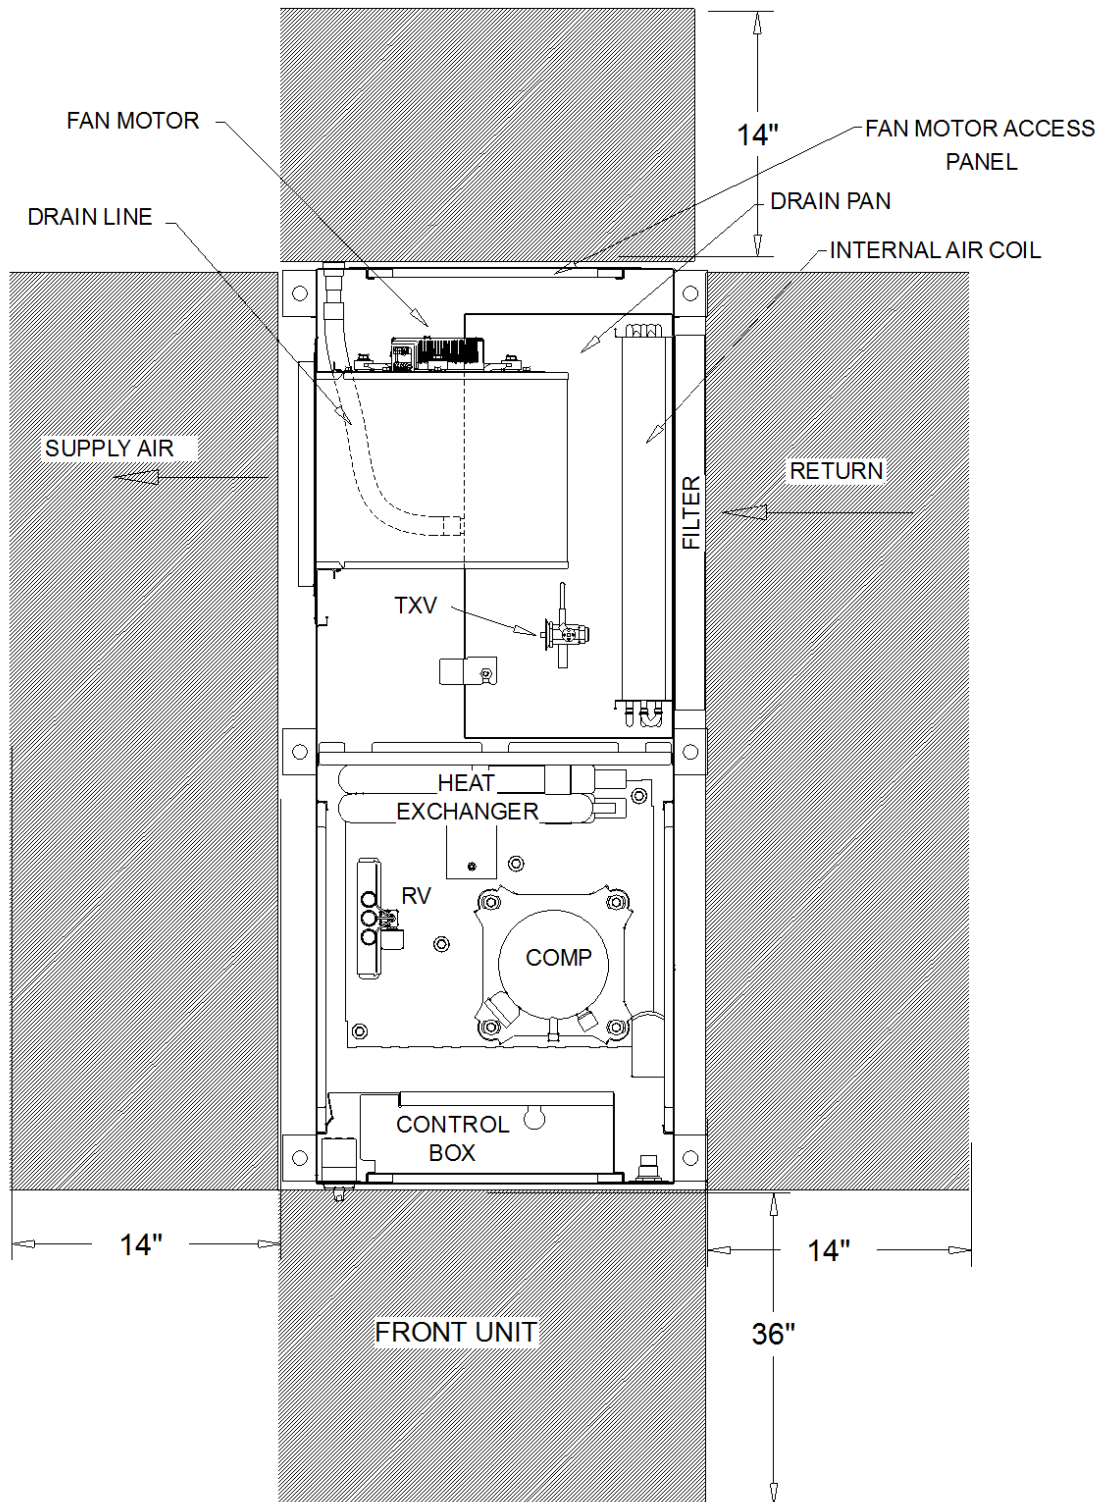 14"
FAN MOTOR
FAN MOTOR ACCESS
PANEL
DRAIN PAN
DRAIN LINE
INTERNAL AIR COIL
SUPPLY AIR
RETURN
FILTER
TXV
HEAT
EXCHANGER
RV
COMP
CONTROL
BOX
14"
14"
FRONT UNIT
36"